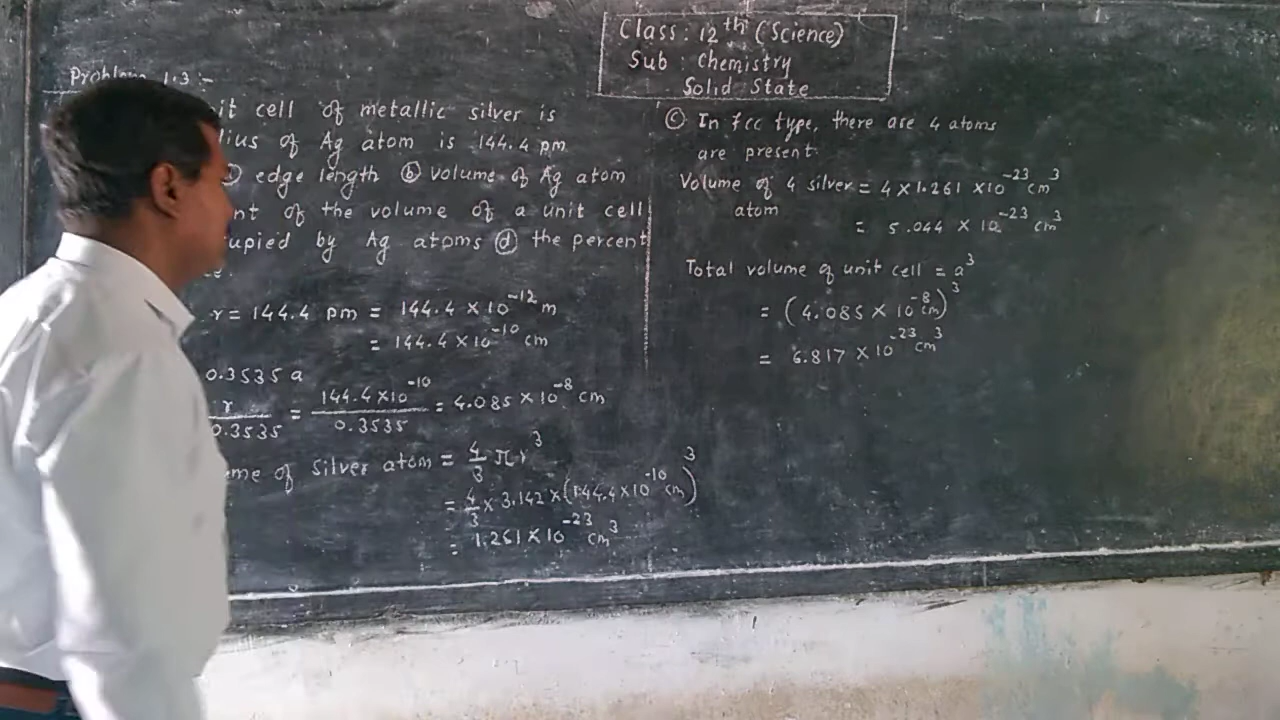 Class : 12th (Science)
Sub : Chemistry
Solid State
Problem 1.3 :-
it cell of metallic silver is
ius of Ag atom is 144.4 pm
edge length ⓑ volume of Ag atom
nt of the volume of a unit cell
upied by Ag atoms ⓓ the percent
r = 144.4 pm = 144.4 × 10⁻¹² m
= 144.4 × 10⁻¹⁰ cm
0.3535 a
r/0.3535 = 144.4×10⁻¹⁰/0.3535 = 4.085 × 10⁻⁸ cm
me of silver atom = 4/3 πr³
= 4/3 × 3.142 × (144.4×10⁻¹⁰ cm)³
= 1.261 × 10⁻²³ cm³
ⓒ In fcc type, there are 4 atoms
are present.
Volume of 4 silver = 4 × 1.261 × 10⁻²³ cm³
atom
= 5.044 × 10⁻²³ cm³
Total volume of unit cell = a³
= (4.085 × 10⁻⁸ cm)³
= 6.817 × 10⁻²³ cm³